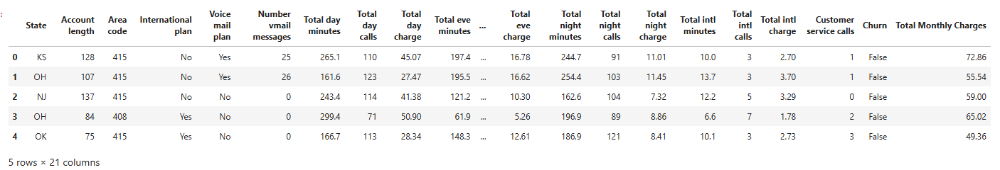 State Account length Area code International plan Voice mail plan Number vmail messages Total day minutes Total day calls Total day charge Total eve minutes ... Total eve charge Total night minutes Total night calls Total night charge Total intl minutes Total intl calls Total intl charge Customer service calls Churn Total Monthly Charges
0 KS 128 415 No Yes 25 265.1 110 45.07 197.4 ... 16.78 244.7 91 11.01 10.0 3 2.70 1 False 72.86
1 OH 107 415 No Yes 26 161.6 123 27.47 195.5 ... 16.62 254.4 103 11.45 13.7 3 3.70 1 False 55.54
2 NJ 137 415 No No 0 243.4 114 41.38 121.2 ... 10.30 162.6 104 7.32 12.2 5 3.29 0 False 59.00
3 OH 84 408 Yes No 0 299.4 71 50.90 61.9 ... 5.26 196.9 89 8.86 6.6 7 1.78 2 False 65.02
4 OK 75 415 Yes No 0 166.7 113 28.34 148.3 ... 12.61 186.9 121 8.41 10.1 3 2.73 3 False 49.36
5 rows × 21 columns